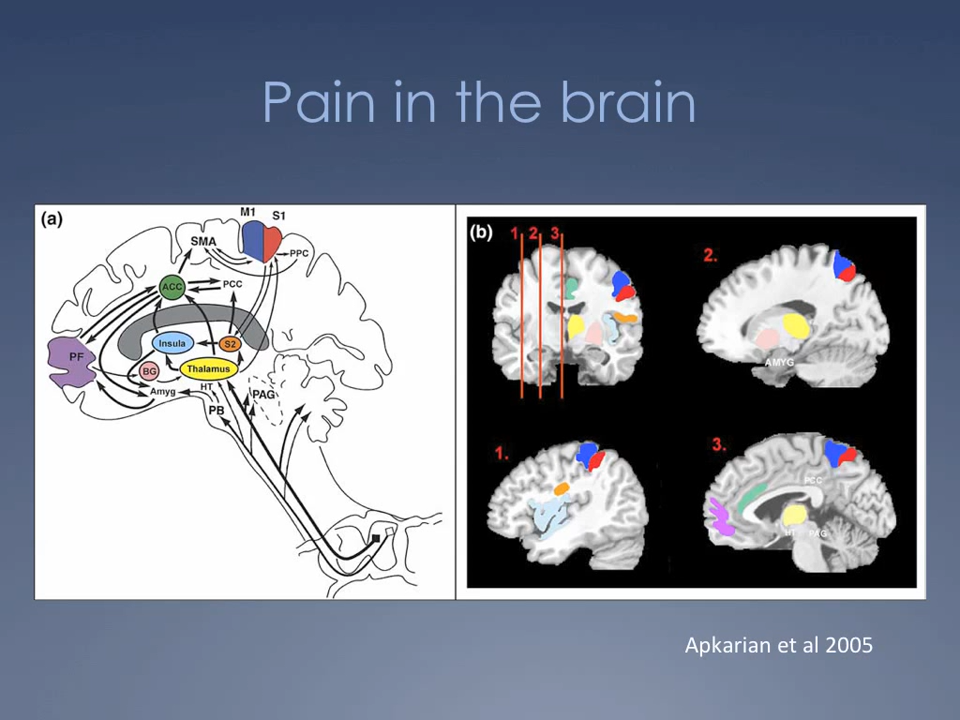 Pain in the brain
(a)
M1
S1
SMA
PPC
ACC
PCC
Insula
S2
PF
BG
Thalamus
Amyg
HT
PAG
PB
(b)
1
2
3
2.
AMYG
1.
3.
PCC
HT
PAG
Apkarian et al 2005